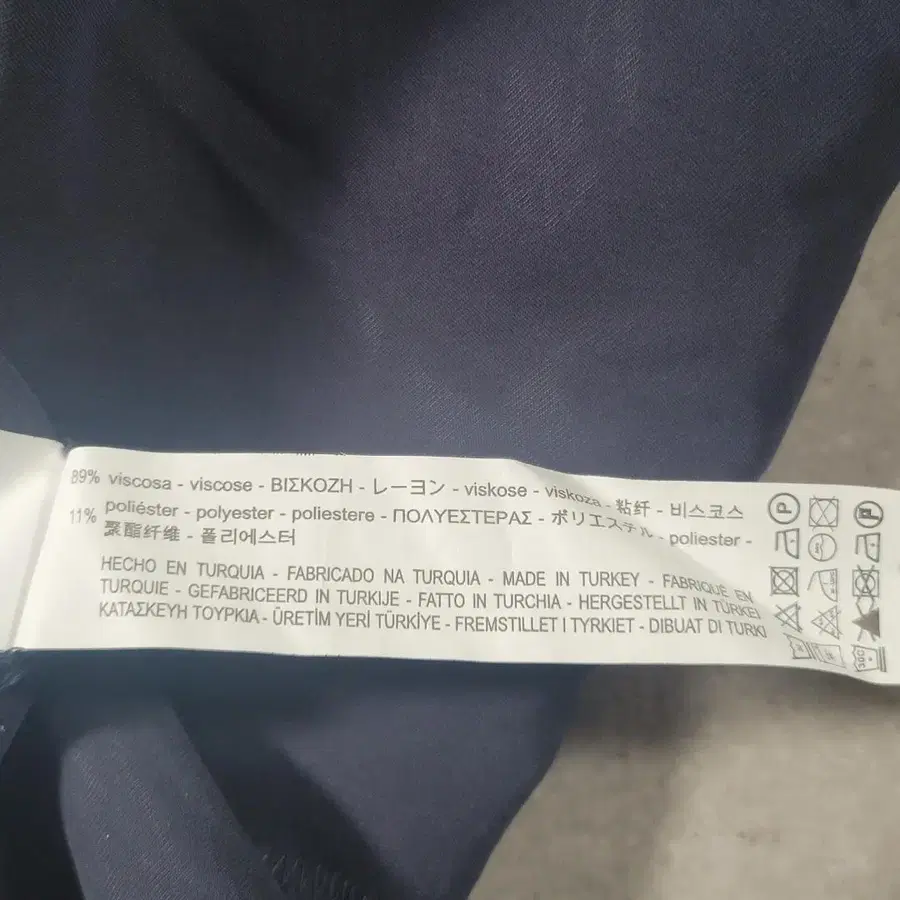 89% viscosa - viscose - ΒΙΣΚΟΖΗ - レーヨン - viskose - viskoza - 粘纤 - 비스코스
11% poliéster - polyester - poliestere - ΠΟΛΥΕΣΤΕΡΑΣ - ポリエステル - poliester -
聚酯纤维 - 폴리에스터
HECHO EN TURQUIA - FABRICADO NA TURQUIA - MADE IN TURKEY - FABRIQUÉ EN
TURQUIE - GEFABRICEERD IN TURKIJE - FATTO IN TURCHIA - HERGESTELLT IN TÜRKEI
ΚΑΤΑΣΚΕΥΗ ΤΟΥΡΚΙΑ - ÜRETİM YERİ TÜRKİYE - FREMSTILLET I TYRKIET - DIBUAT DI TURKI